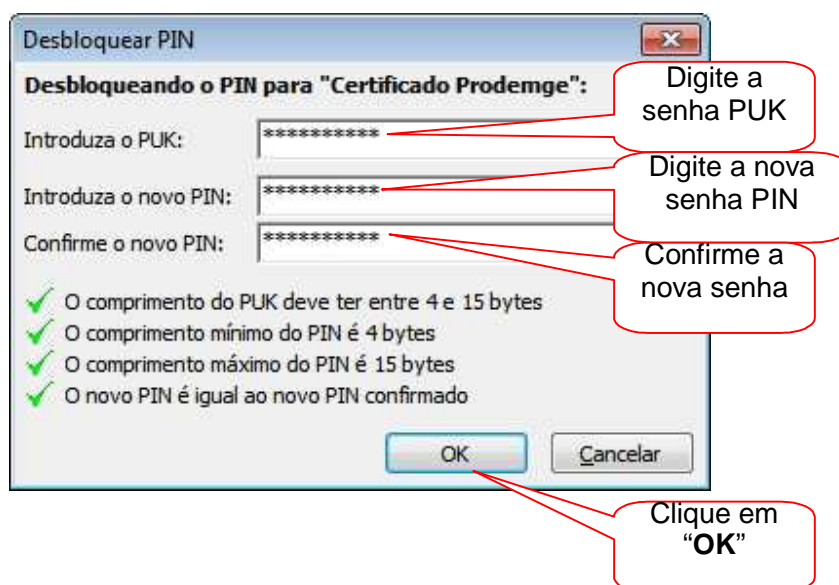 Desbloquear PIN
Desbloqueando o PIN para "Certificado Prodemge":
Digite a
senha PUK
Introduza o PUK: **********
Digite a nova
senha PIN
Introduza o novo PIN: **********
Confirme o novo PIN: **********
Confirme a
nova senha
O comprimento do PUK deve ter entre 4 e 15 bytes
O comprimento mínimo do PIN é 4 bytes
O comprimento máximo do PIN é 15 bytes
O novo PIN é igual ao novo PIN confirmado
OK
Cancelar
Clique em
“OK”